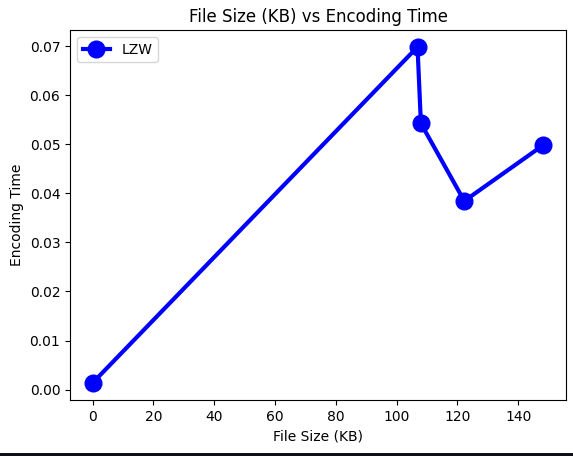 File Size (KB) vs Encoding Time
LZW
0.07
0.06
0.05
0.04
0.03
0.02
0.01
0.00
Encoding Time
0 20 40 60 80 100 120 140
File Size (KB)